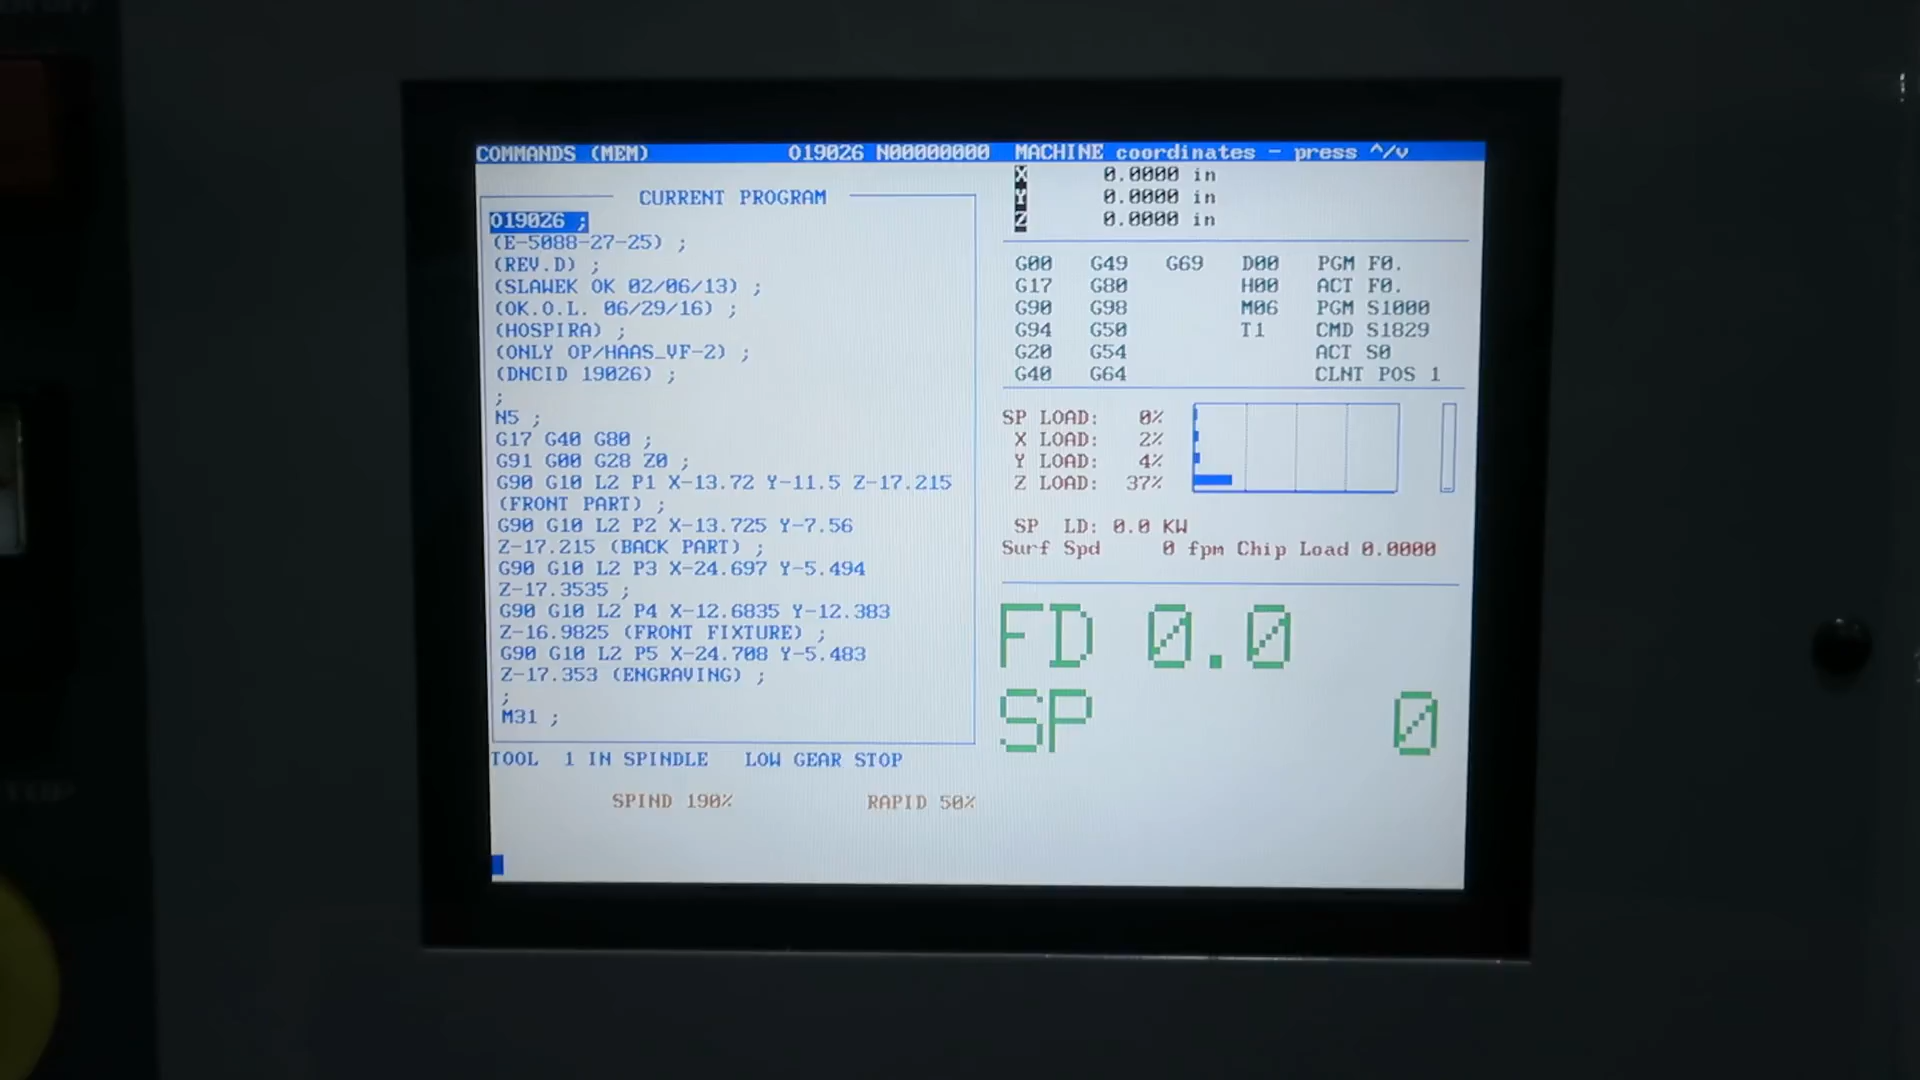 COMMANDS (MEM) O19026 N00000000 MACHINE coordinates - press ^/v
CURRENT PROGRAM
O19026 ;
(E-5088-27-25) ;
(REV.D) ;
(SLAWEK OK 02/06/13) ;
(OK.O.L. 06/29/16) ;
(HOSPIRA) ;
(ONLY OP/HAAS_VF-2) ;
(DNCID 19026) ;
;
N5 ;
G17 G40 G80 ;
G91 G00 G28 Z0 ;
G90 G10 L2 P1 X-13.72 Y-11.5 Z-17.215
(FRONT PART) ;
G90 G10 L2 P2 X-13.725 Y-7.56
Z-17.215 (BACK PART) ;
G90 G10 L2 P3 X-24.697 Y-5.494
Z-17.3535 ;
G90 G10 L2 P4 X-12.6835 Y-12.383
Z-16.9825 (FRONT FIXTURE) ;
G90 G10 L2 P5 X-24.708 Y-5.483
Z-17.353 (ENGRAVING) ;
;
M31 ;
TOOL 1 IN SPINDLE LOW GEAR STOP
SPIND 190% RAPID 50%
X 0.0000 in
Y 0.0000 in
Z 0.0000 in
G00 G49 G69 D00 PGM F0.
G17 G80 H00 ACT F0.
G90 G98 M06 PGM S1000
G94 G50 T1 CMD S1829
G20 G54 ACT S0
G40 G64 CLNT POS 1
SP LOAD: 0%
X LOAD: 2%
Y LOAD: 4%
Z LOAD: 37%
SP LD: 0.0 KW
Surf Spd 0 fpm Chip Load 0.0000
FD 0.0
SP 0